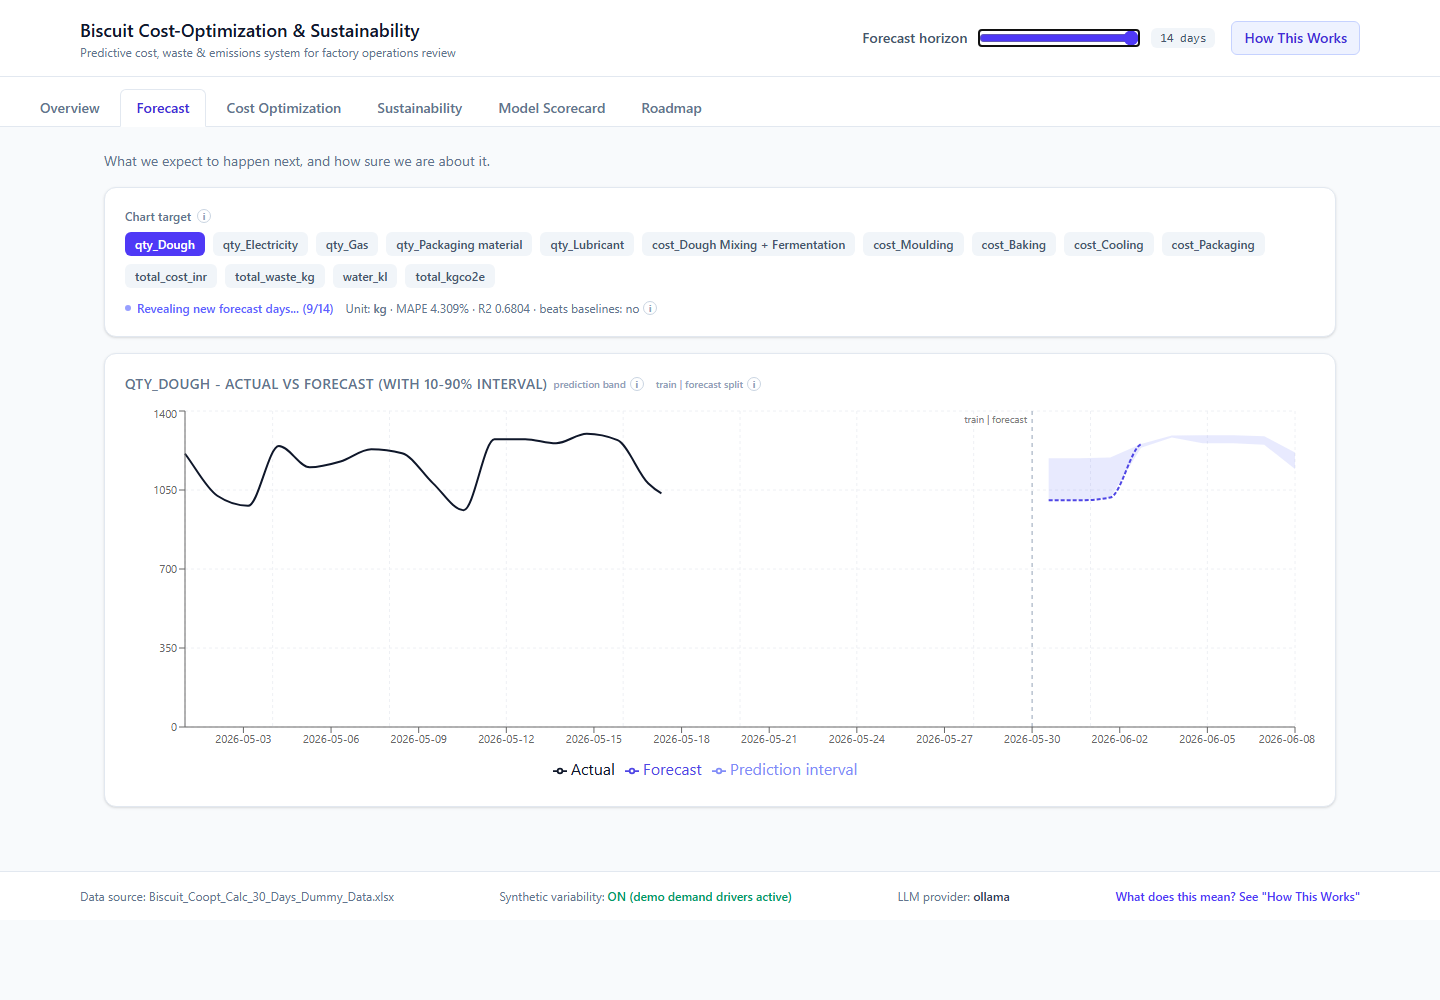 Biscuit Cost-Optimization & Sustainability
Predictive cost, waste & emissions system for factory operations review
Forecast horizon 14 days How This Works
Overview Forecast Cost Optimization Sustainability Model Scorecard Roadmap
What we expect to happen next, and how sure we are about it.
Chart target i
qty_Dough qty_Electricity qty_Gas qty_Packaging material qty_Lubricant cost_Dough Mixing + Fermentation cost_Moulding cost_Baking cost_Cooling cost_Packaging
total_cost_inr total_waste_kg water_kl total_kgco2e
Revealing new forecast days... (9/14) Unit: kg · MAPE 4.309% · R2 0.6804 · beats baselines: no i
QTY_DOUGH - ACTUAL VS FORECAST (WITH 10-90% INTERVAL) prediction band i train | forecast split i
1400
train | forecast
1050
700
350
0
2026-05-03 2026-05-06 2026-05-09 2026-05-12 2026-05-15 2026-05-18 2026-05-21 2026-05-24 2026-05-27 2026-05-30 2026-06-02 2026-06-05 2026-06-08
Actual Forecast Prediction interval
Data source: Biscuit_Coopt_Calc_30_Days_Dummy_Data.xlsx Synthetic variability: ON (demo demand drivers active) LLM provider: ollama What does this mean? See "How This Works"